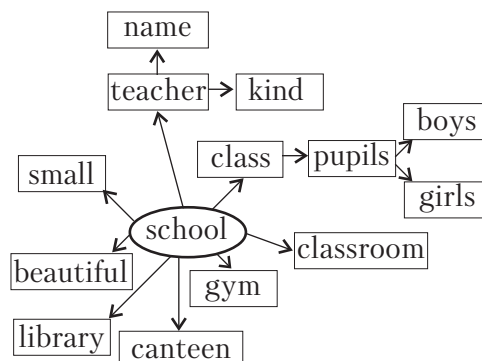 name
teacher
kind
boys
class
pupils
small
girls
school
classroom
beautiful
gym
library
canteen